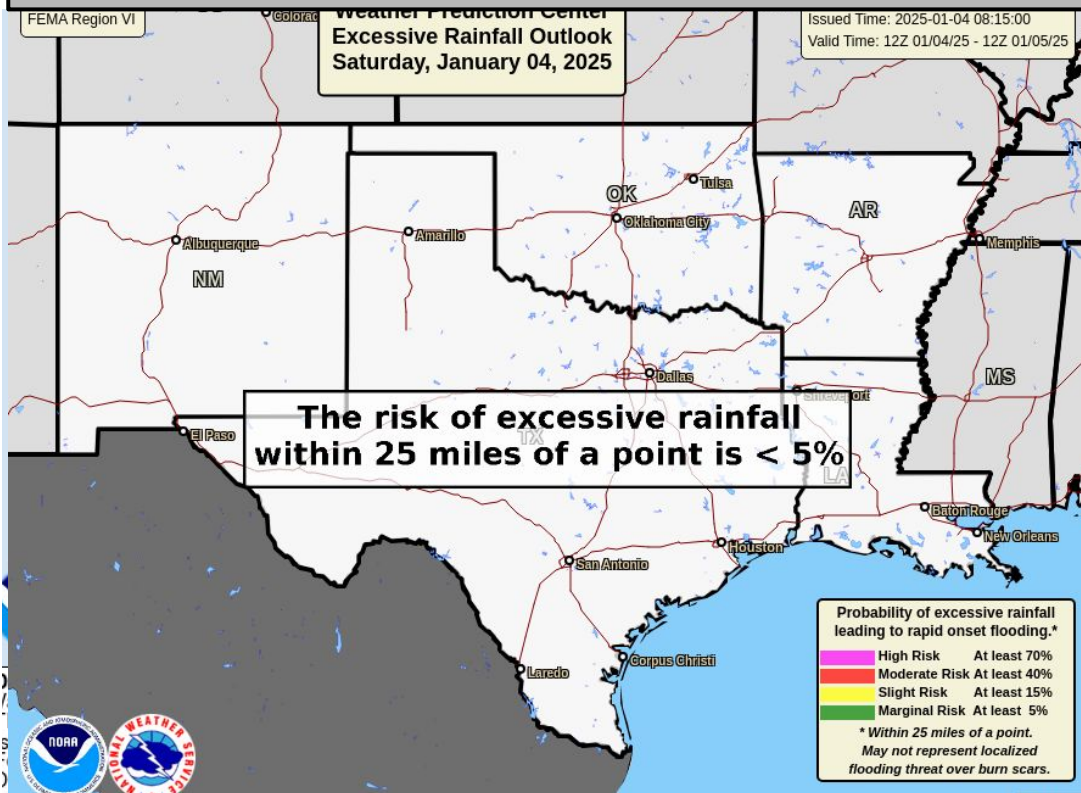 FEMA Region VI
Weather Prediction Center
Excessive Rainfall Outlook
Saturday, January 04, 2025
Issued Time: 2025-01-04 08:15:00
Valid Time: 12Z 01/04/25 - 12Z 01/05/25
Tulsa
OK
Oklahoma City
AR
Amarillo
Albuquerque
Memphis
NM
Dallas
MS
Shreveport
The risk of excessive rainfall
within 25 miles of a point is < 5%
El Paso
TX
LA
Baton Rouge
New Orleans
Houston
San Antonio
Corpus Christi
Laredo
Probability of excessive rainfall
leading to rapid onset flooding.*
High Risk At least 70%
Moderate Risk At least 40%
Slight Risk At least 15%
Marginal Risk At least 5%
* Within 25 miles of a point.
May not represent localized
flooding threat over burn scars.
NOAA
NATIONAL WEATHER SERVICE